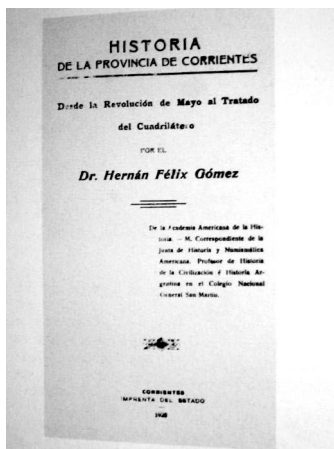 HISTORIA
DE LA PROVINCIA DE CORRIENTES
Desde la Revolución de Mayo al Tratado
del Cuadrilátero
POR EL
Dr. Hernán Félix Gómez
De la Academia Americana de la His-
toria. — M. Correspondiente de la
Junta de Historia y Numismática
Americana. Profesor de Historia
de la Civilización é Historia Ar-
gentina en el Colegio Nacional
General San Martín.
CORRIENTES
IMPRENTA DEL ESTADO